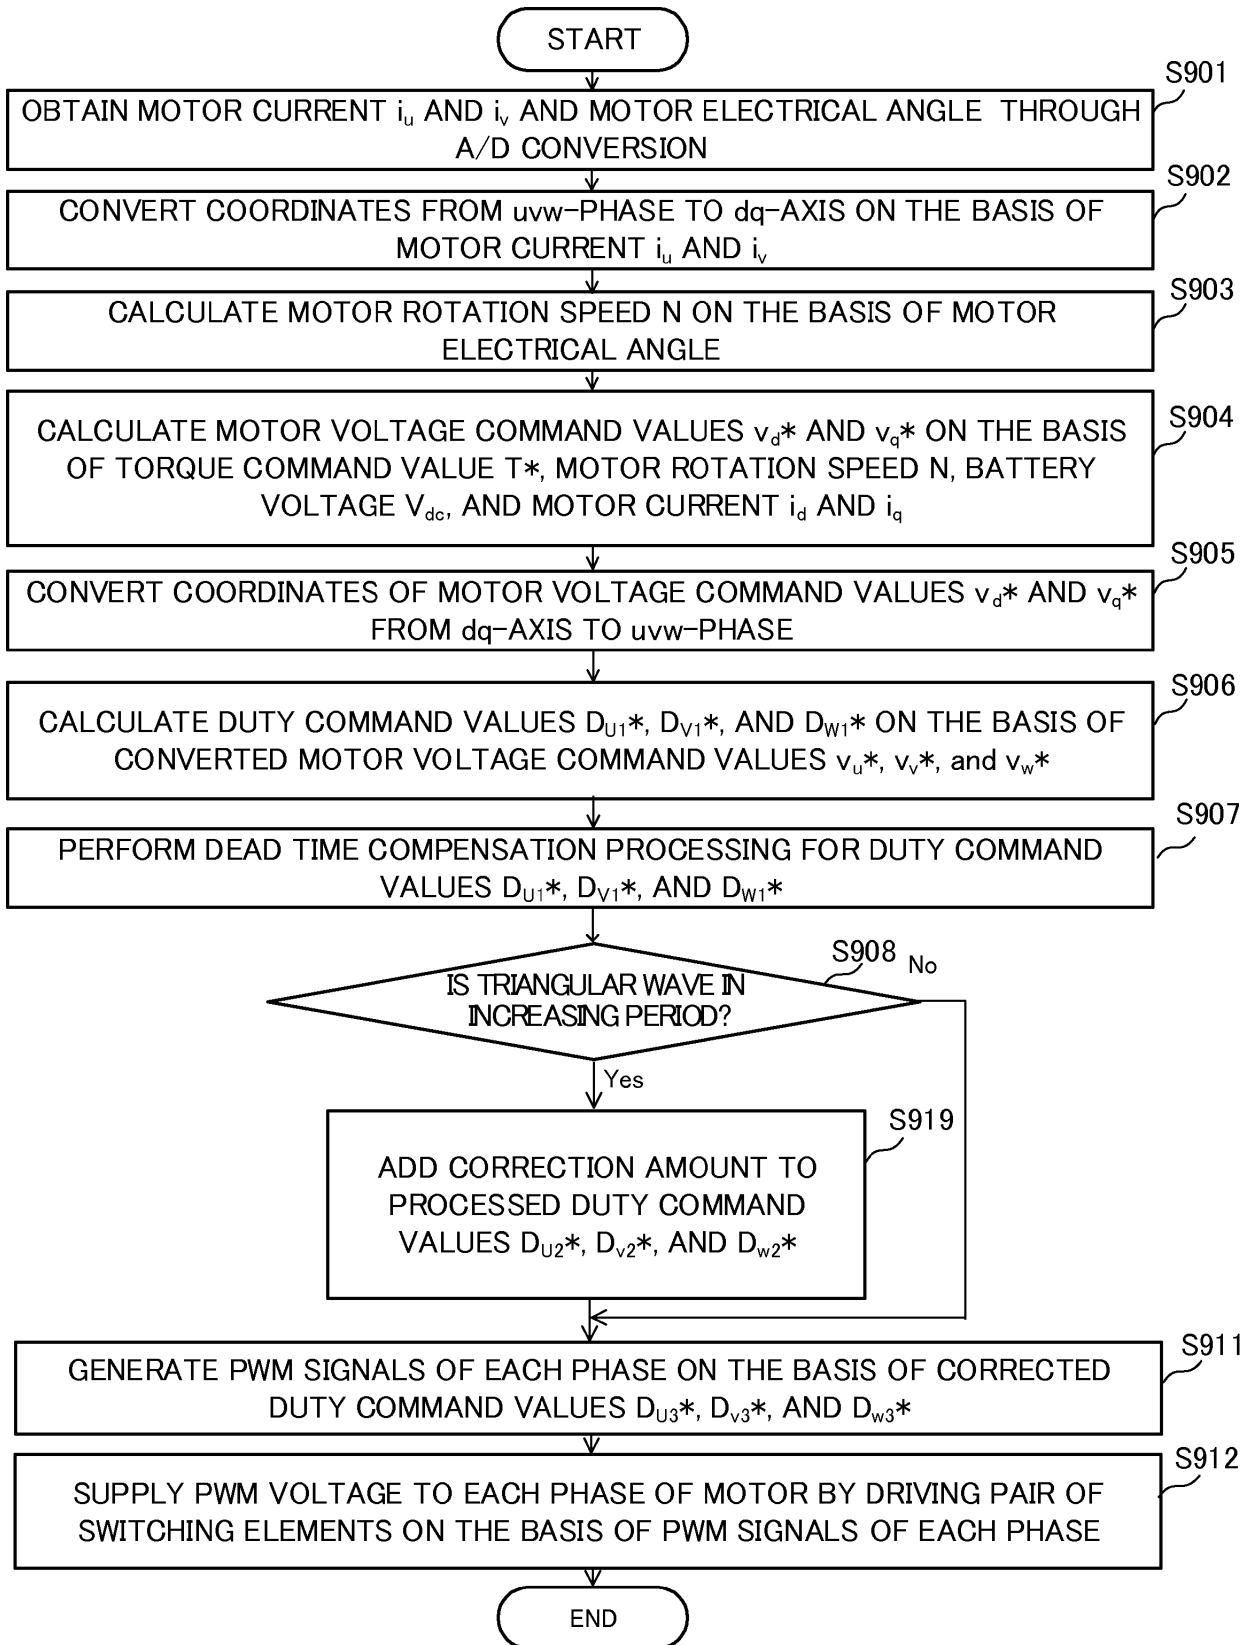 START
S901
OBTAIN MOTOR CURRENT iu AND iv AND MOTOR ELECTRICAL ANGLE THROUGH
A/D CONVERSION
S902
CONVERT COORDINATES FROM uvw-PHASE TO dq-AXIS ON THE BASIS OF
MOTOR CURRENT iu AND iv
S903
CALCULATE MOTOR ROTATION SPEED N ON THE BASIS OF MOTOR
ELECTRICAL ANGLE
S904
CALCULATE MOTOR VOLTAGE COMMAND VALUES vd* AND vq* ON THE BASIS
OF TORQUE COMMAND VALUE T*, MOTOR ROTATION SPEED N, BATTERY
VOLTAGE Vdc, AND MOTOR CURRENT id AND iq
S905
CONVERT COORDINATES OF MOTOR VOLTAGE COMMAND VALUES vd* AND vq*
FROM dq-AXIS TO uvw-PHASE
S906
CALCULATE DUTY COMMAND VALUES DU1*, DV1*, AND DW1* ON THE BASIS OF
CONVERTED MOTOR VOLTAGE COMMAND VALUES vu*, vv*, and vw*
S907
PERFORM DEAD TIME COMPENSATION PROCESSING FOR DUTY COMMAND
VALUES DU1*, DV1*, AND DW1*
S908
No
IS TRIANGULAR WAVE IN
INCREASING PERIOD?
Yes
S919
ADD CORRECTION AMOUNT TO
PROCESSED DUTY COMMAND
VALUES DU2*, Dv2*, AND Dw2*
S911
GENERATE PWM SIGNALS OF EACH PHASE ON THE BASIS OF CORRECTED
DUTY COMMAND VALUES DU3*, Dv3*, AND Dw3*
S912
SUPPLY PWM VOLTAGE TO EACH PHASE OF MOTOR BY DRIVING PAIR OF
SWITCHING ELEMENTS ON THE BASIS OF PWM SIGNALS OF EACH PHASE
END